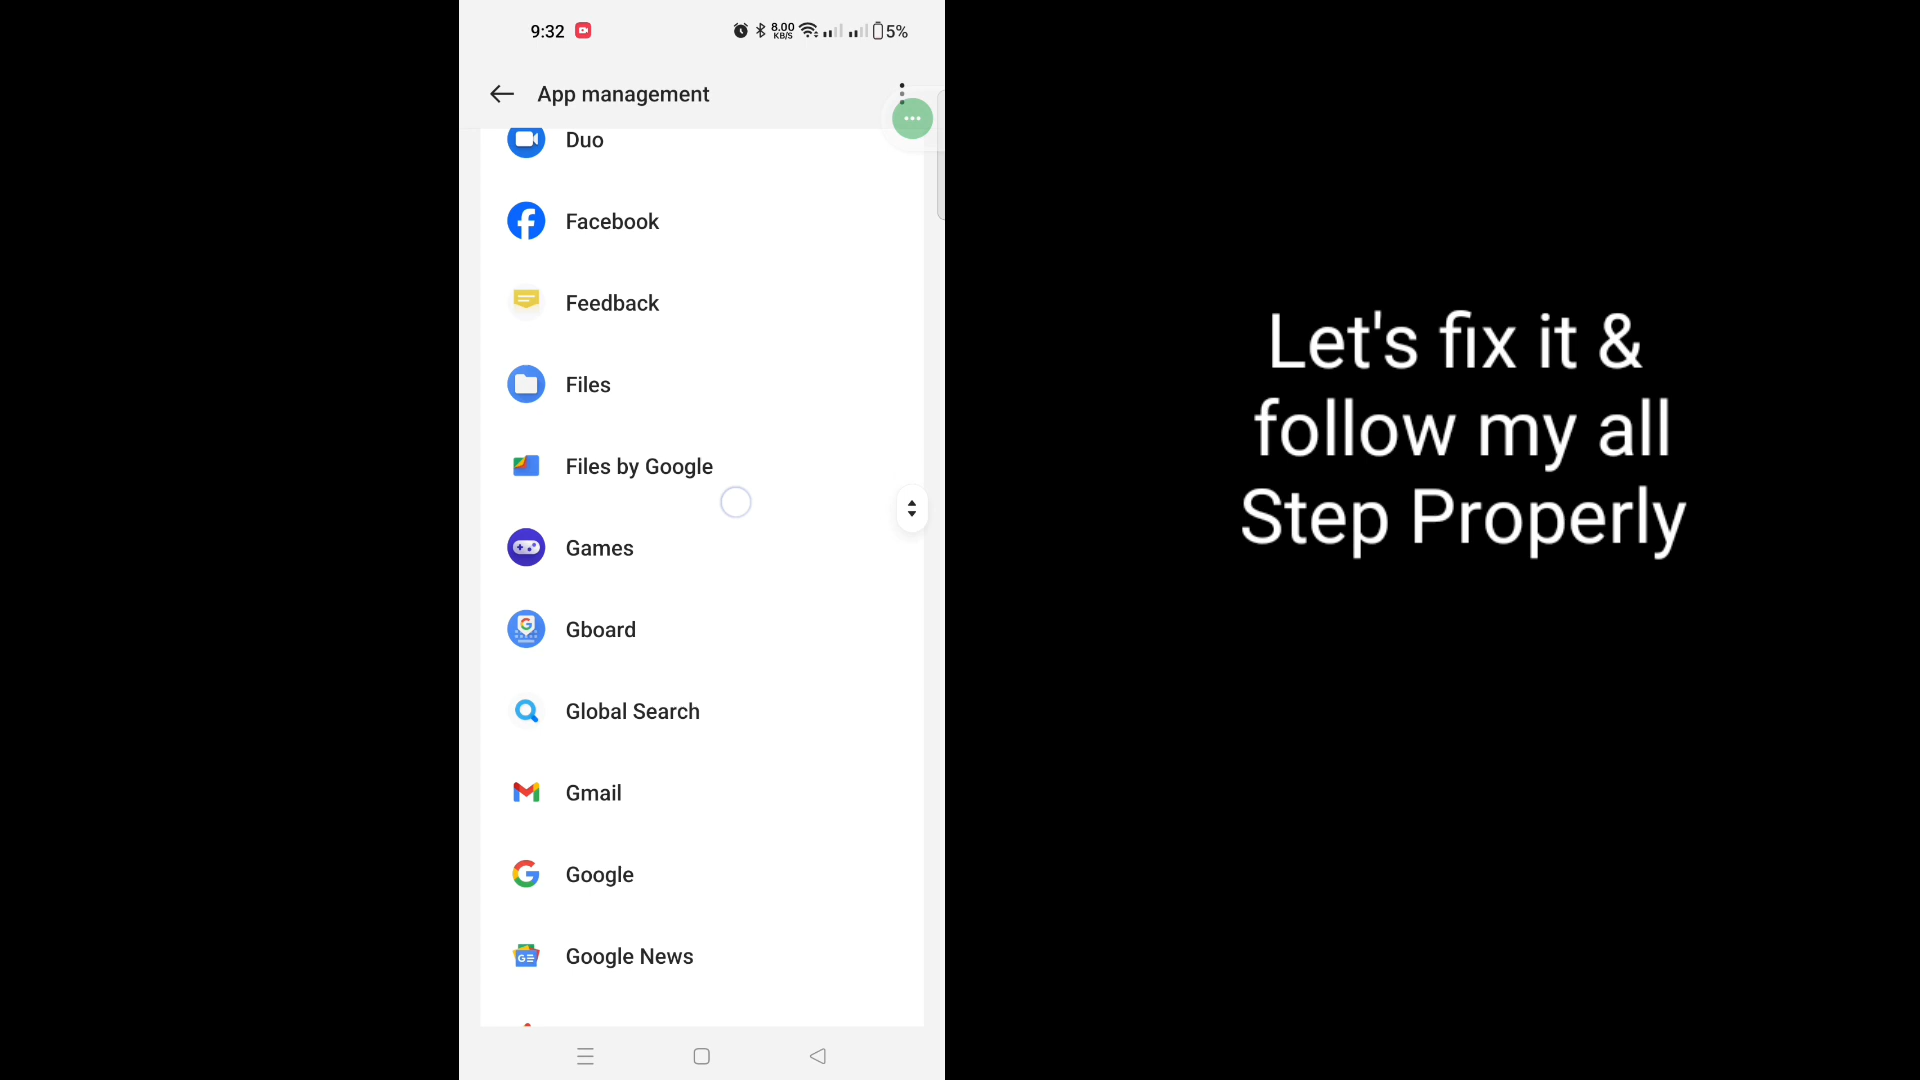 9:32
8.00
KB/S
5%
App management
Duo
Facebook
Feedback
Files
Files by Google
Games
Gboard
Global Search
Gmail
Google
Google News
Let's fix it &
follow my all
Step Properly